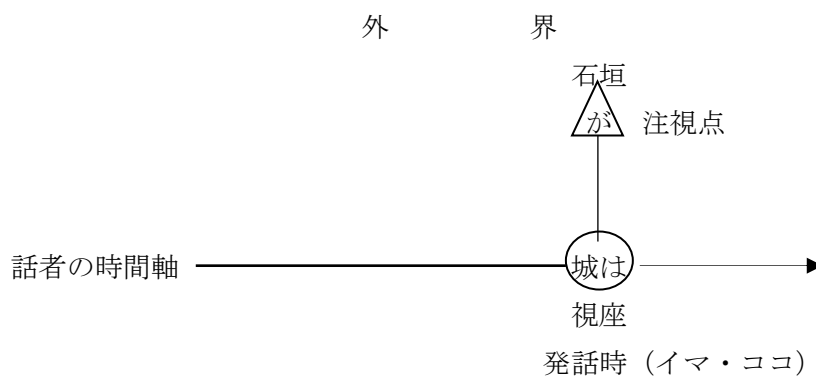 外 界
石垣
が 注視点
話者の時間軸 城は
視座
発話時（イマ・ココ）